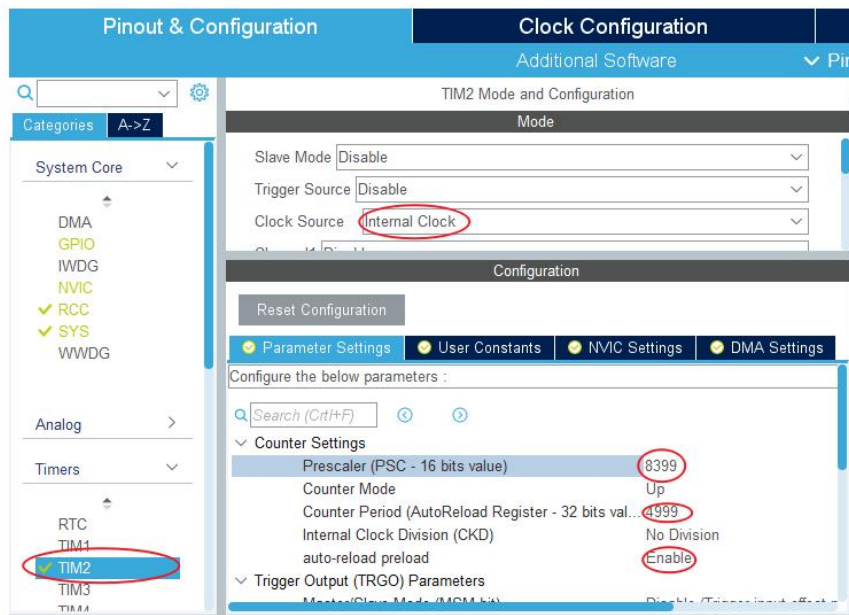 Pinout & Configuration
Clock Configuration
Additional Software
Pin
TIM2 Mode and Configuration
Categories
A->Z
System Core
DMA
GPIO
IWDG
NVIC
RCC
SYS
WWDG
Analog
Timers
RTC
TIM1
TIM2
TIM3
TIM4
Mode
Slave Mode Disable
Trigger Source Disable
Clock Source Internal Clock
Configuration
Reset Configuration
Parameter Settings
User Constants
NVIC Settings
DMA Settings
Configure the below parameters :
Search (Crtl+F)
Counter Settings
Prescaler (PSC - 16 bits value) 8399
Counter Mode Up
Counter Period (AutoReload Register - 32 bits val... 4999
Internal Clock Division (CKD) No Division
auto-reload preload Enable
Trigger Output (TRGO) Parameters